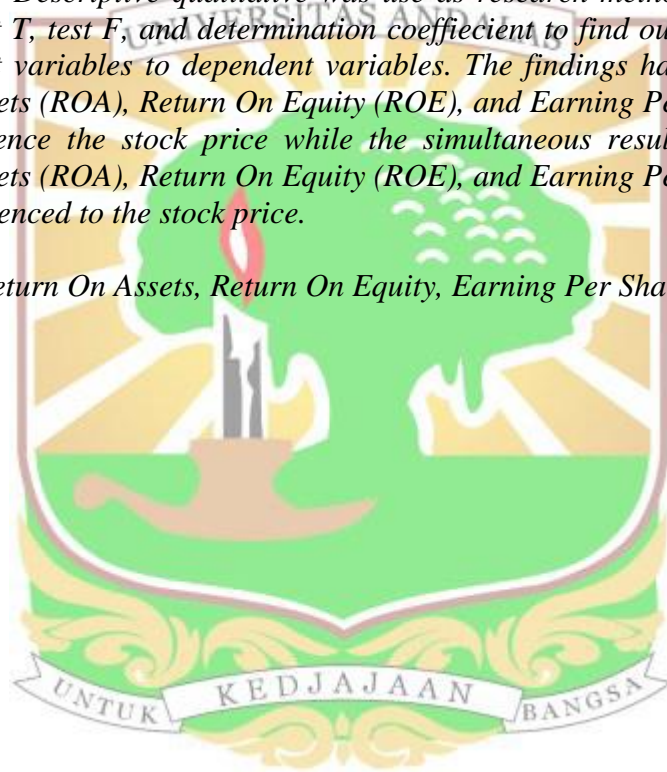 Descriptive qualitative was use as research metho
t T, test F, and determination coeffiecient to find ou
UNIVERSITAS ANDALAS
t variables to dependent variables. The findings ha
ets (ROA), Return On Equity (ROE), and Earning Pe
ence the stock price while the simultaneous resul
ets (ROA), Return On Equity (ROE), and Earning Pe
enced to the stock price.
eturn On Assets, Return On Equity, Earning Per Sha
UNTUK KEDJAJAAN BANGSA